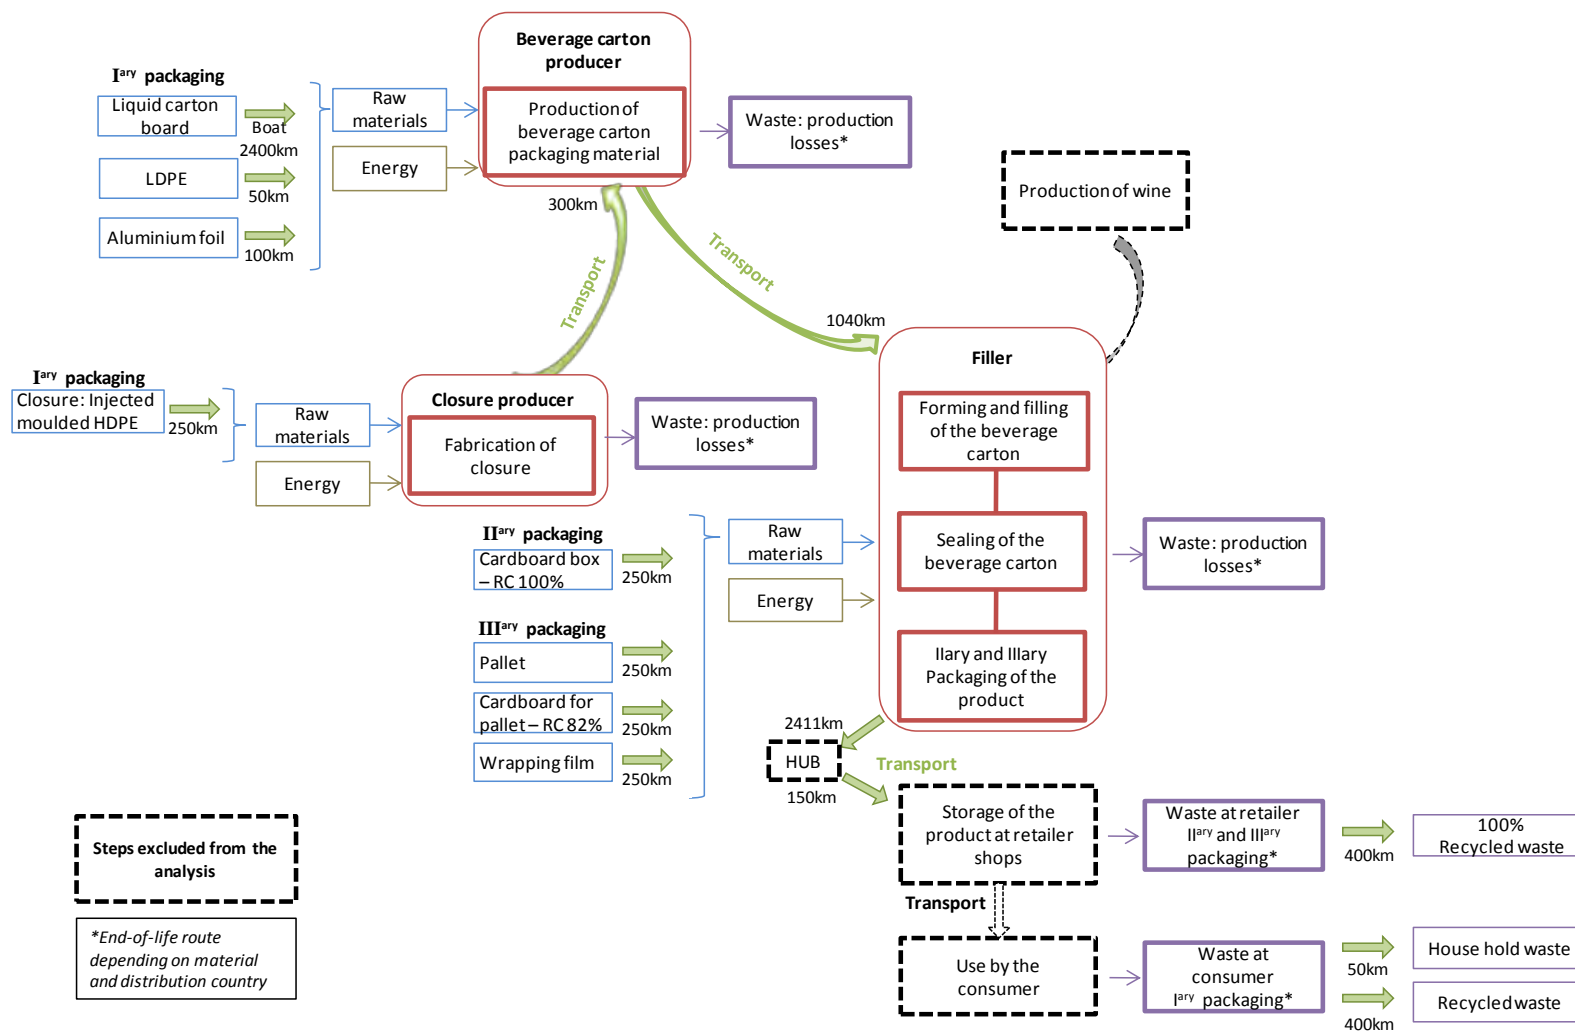 Beverage carton
producer
Iary packaging
Liquid carton
board
Boat
2400km
LDPE
50km
Aluminium foil
100km
Raw
materials
Energy
Production of
beverage carton
packaging material
Waste: production
losses*
300km
Transport
Transport
1040km
Production of wine
Iary packaging
Closure: Injected
moulded HDPE
250km
Raw
materials
Energy
Closure producer
Fabrication of
closure
Waste: production
losses*
Filler
Forming and filling
of the beverage
carton
Sealing of the
beverage carton
IIary and IIIary
Packaging of the
product
IIary packaging
Cardboard box
– RC 100%
250km
IIIary packaging
Pallet
250km
Cardboard for
pallet – RC 82%
250km
Wrapping film
250km
Raw
materials
Energy
Waste: production
losses*
2411km
HUB
Transport
150km
Storage of the
product at retailer
shops
Waste at retailer
IIary and IIIary
packaging*
400km
100%
Recycled waste
Transport
Use by the
consumer
Waste at
consumer
Iary packaging*
50km
House hold waste
400km
Recycled waste
Steps excluded from the
analysis
*End-of-life route
depending on material
and distribution country